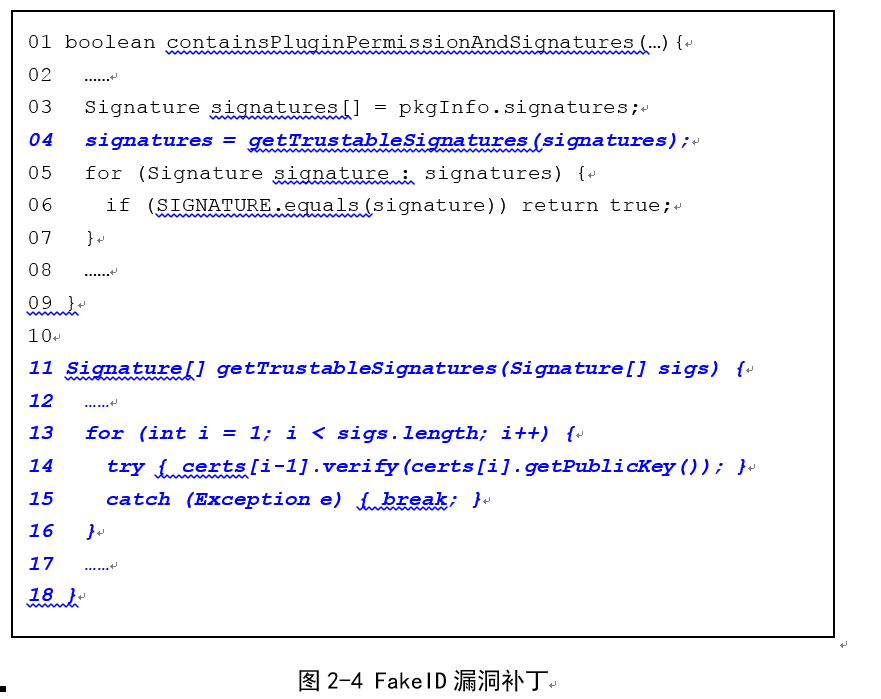 01 boolean containsPluginPermissionAndSignatures(…){
02 ……
03 Signature signatures[] = pkgInfo.signatures;
04 signatures = getTrustableSignatures(signatures);
05 for (Signature signature : signatures) {
06 if (SIGNATURE.equals(signature)) return true;
07 }
08 ……
09 }
10
11 Signature[] getTrustableSignatures(Signature[] sigs) {
12 ……
13 for (int i = 1; i < sigs.length; i++) {
14 try { certs[i-1].verify(certs[i].getPublicKey()); }
15 catch (Exception e) { break; }
16 }
17 ……
18 }
图 2-4 FakeID 漏洞补丁